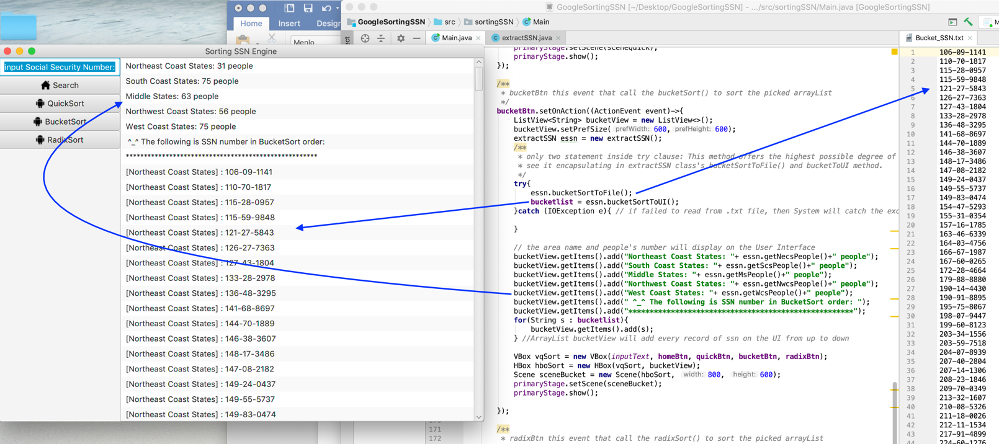 Home Insert Design
Menlo
GoogleSortingSSN [~/Desktop/GoogleSortingSSN] - .../src/sortingSSN/Main.java [GoogleSortingSSN]
GoogleSortingSSN src sortingSSN Main
Main.java extractSSN.java Bucket_SSN.txt
Sorting SSN Engine
input Social Security Number:
Search
QuickSort
BucketSort
RadixSort
Northeast Coast States: 31 people
South Coast States: 75 people
Middle States: 63 people
Northwest Coast States: 56 people
West Coast States: 75 people
^_^ The following is SSN number in BucketSort order:
****************************************************
[Northeast Coast States] : 106-09-1141
[Northeast Coast States] : 110-70-1817
[Northeast Coast States] : 115-28-0957
[Northeast Coast States] : 115-59-9848
[Northeast Coast States] : 121-27-5843
[Northeast Coast States] : 126-27-7363
[Northeast Coast States] : 127-43-1804
[Northeast Coast States] : 133-28-2978
[Northeast Coast States] : 136-48-3295
[Northeast Coast States] : 141-68-8697
[Northeast Coast States] : 144-70-1889
[Northeast Coast States] : 146-38-3607
[Northeast Coast States] : 148-17-3486
[Northeast Coast States] : 147-08-2182
[Northeast Coast States] : 149-24-0437
[Northeast Coast States] : 149-55-5737
[Northeast Coast States] : 149-83-0474
primaryStage.setScene(sceneQuick);
primaryStage.show();
});
/**
* bucketBtn this event that call the bucketSort() to sort the picked arrayList
*/
bucketBtn.setOnAction((ActionEvent event)->{
ListView<String> bucketView = new ListView<>();
bucketView.setPrefSize( prefWidth: 600, prefHeight: 600);
extractSSN essn = new extractSSN();
/**
* only two statement inside try clause: This method offers the highest possible degree of
* see it encapsulating in extractSSN class's bucketSortToFile() and bucketToUI method.
*/
try{
essn.bucketSortToFile();
bucketlist = essn.bucketSortToUI();
}catch (IOException e){ // if failed to read from .txt file, then System will catch the exc
}
// the area name and people's number will display on the User Interface
bucketView.getItems().add("Northeast Coast States: "+ essn.getNecsPeople()+" people");
bucketView.getItems().add("South Coast States: "+ essn.getScsPeople()+" people");
bucketView.getItems().add("Middle States: "+ essn.getMsPeople()+" people");
bucketView.getItems().add("Northwest Coast States: "+ essn.getNwcsPeople()+" people");
bucketView.getItems().add("West Coast States: "+ essn.getWcsPeople()+" people");
bucketView.getItems().add(" ^_^ The following is SSN number in BucketSort order: ");
bucketView.getItems().add("****************************************************");
for(String s : bucketlist){
bucketView.getItems().add(s);
} //ArrayList bucketView will add every record of ssn on the UI from up to down
VBox vqSort = new VBox(inputText, homeBtn, quickBtn, bucketBtn, radixBtn);
HBox hboSort = new HBox(vqSort, bucketView);
Scene sceneBucket = new Scene(hboSort, width: 800, height: 600);
primaryStage.setScene(sceneBucket);
primaryStage.show();
});
171 /**
172 * radixBtn this event that call the radixSort() to sort the picked arrayList
1 106-09-1141
2 110-70-1817
3 115-28-0957
4 115-59-9848
5 121-27-5843
6 126-27-7363
7 127-43-1804
8 133-28-2978
9 136-48-3295
10 141-68-8697
11 144-70-1889
12 146-38-3607
13 148-17-3486
14 147-08-2182
15 149-24-0437
16 149-55-5737
17 149-83-0474
18 154-47-5293
19 155-31-0354
20 157-16-1785
21 163-46-6339
22 164-03-4756
23 166-67-1987
24 167-60-0265
25 172-28-4664
26 179-88-8880
27 190-14-4430
28 190-91-8895
29 195-75-8067
30 198-07-9447
31 199-60-8123
32 203-34-1556
33 203-59-7518
34 204-07-8939
35 207-40-2804
36 207-14-1306
37 208-23-1846
38 209-70-0349
39 213-32-1607
40 210-08-5326
41 211-18-0026
42 212-11-1534
43 217-91-4899
44 224-60-1276